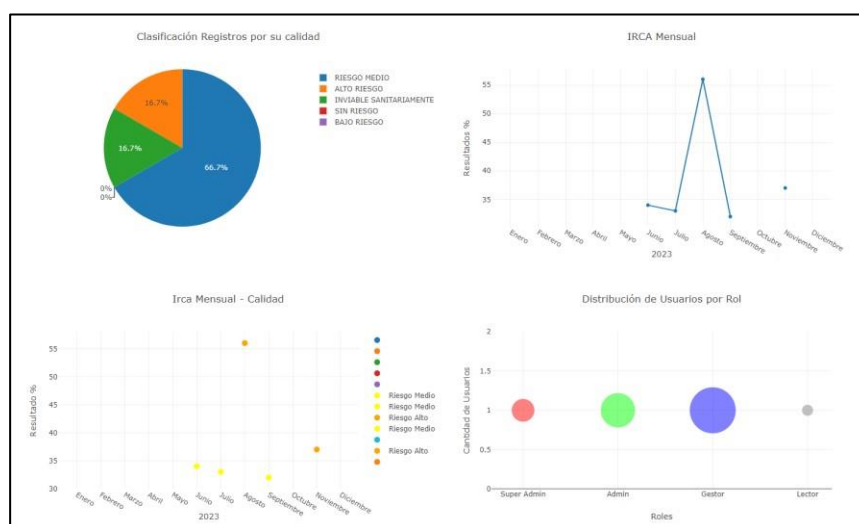 Clasificación Registros por su calidad
RIESGO MEDIO
ALTO RIESGO
INVIABLE SANITARIAMENTE
SIN RIESGO
BAJO RIESGO
16.7%
16.7%
66.7%
0%
0%
IRCA Mensual
Resultados %
55
50
45
40
35
Enero
Febrero
Marzo
Abril
Mayo
Junio
Julio
Agosto
Septiembre
Octubre
Noviembre
Diciembre
2023
Irca Mensual - Calidad
Resultado %
55
50
45
40
35
30
Enero
Febrero
Marzo
Abril
Mayo
Junio
Julio
Agosto
Septiembre
Octubre
Noviembre
Diciembre
2023
Riesgo Medio
Riesgo Medio
Riesgo Alto
Riesgo Medio
Riesgo Alto
Distribución de Usuarios por Rol
Cantidad de Usuarios
2
1.5
1
0.5
0
Super Admin
Admin
Gestor
Lector
Roles